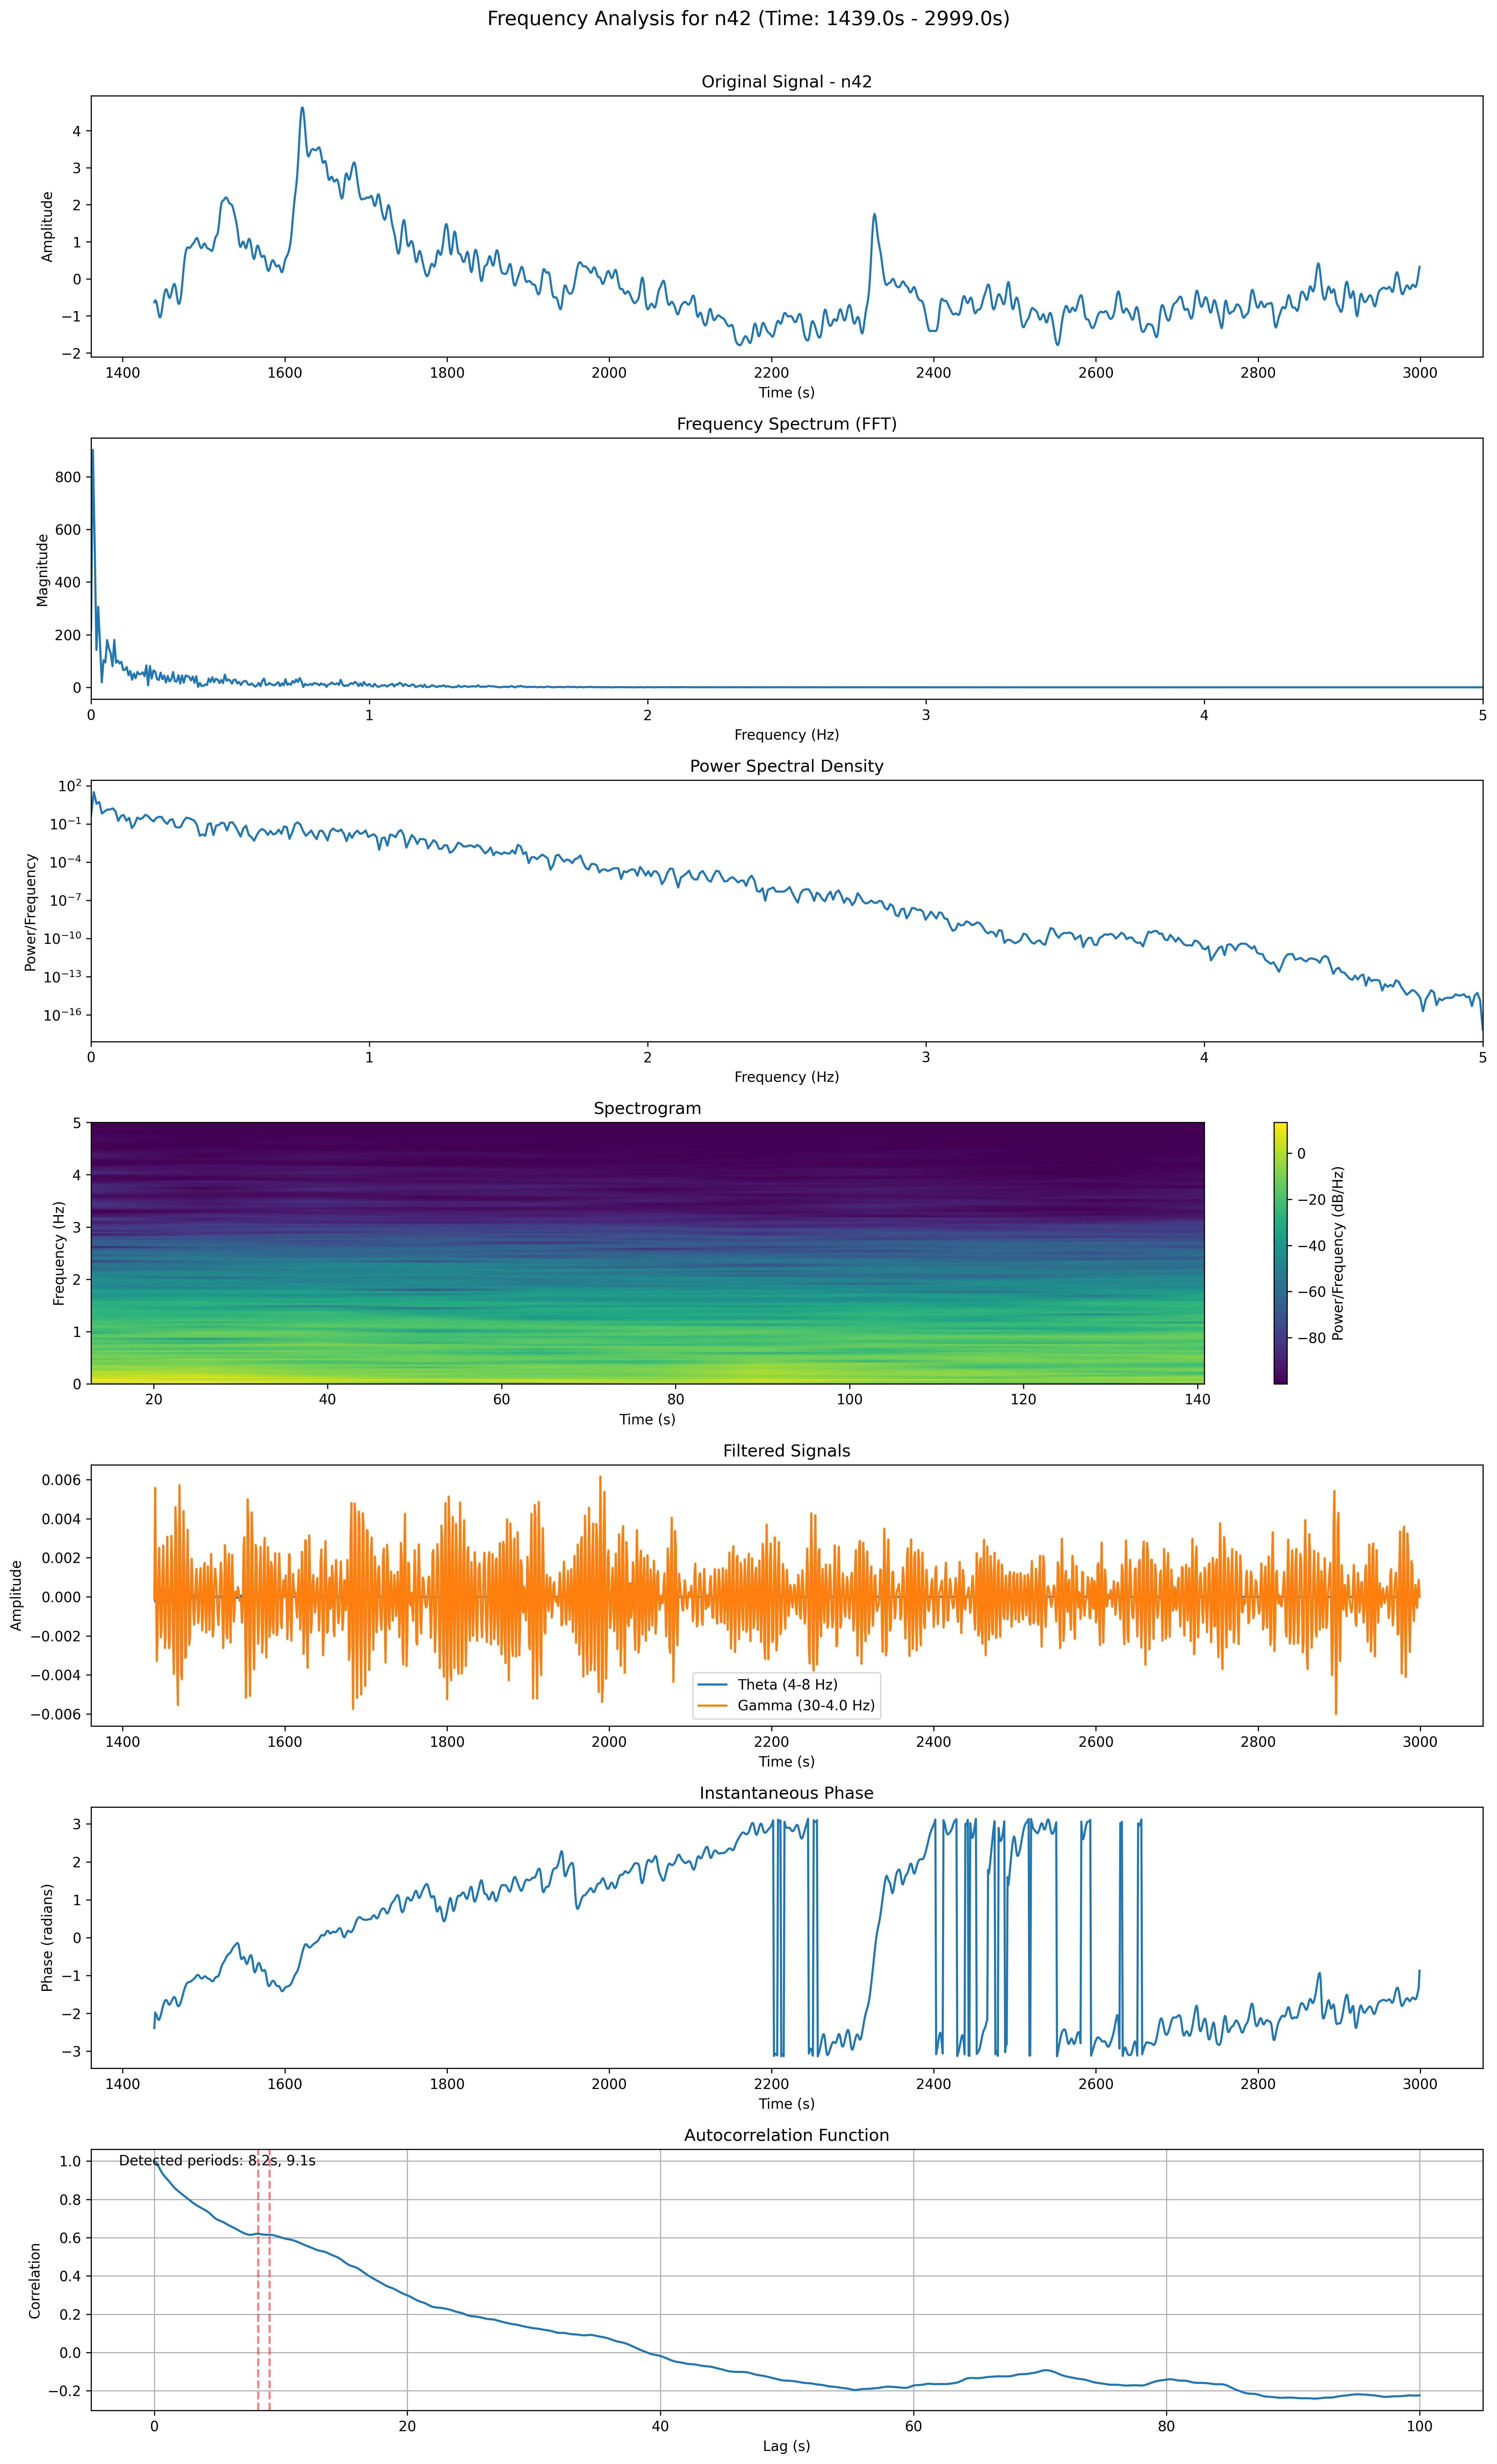 Frequency Analysis for n42 (Time: 1439.0s - 2999.0s)
Original Signal - n42
Amplitude
4
3
2
1
0
−1
−2
1400 1600 1800 2000 2200 2400 2600 2800 3000
Time (s)
Frequency Spectrum (FFT)
Magnitude
800
600
400
200
0
0 1 2 3 4 5
Frequency (Hz)
Power Spectral Density
Power/Frequency
10²
10⁻¹
10⁻⁴
10⁻⁷
10⁻¹⁰
10⁻¹³
10⁻¹⁶
0 1 2 3 4 5
Frequency (Hz)
Spectrogram
Frequency (Hz)
5
4
3
2
1
0
20 40 60 80 100 120 140
Time (s)
0
−20
−40
−60
−80
Power/Frequency (dB/Hz)
Filtered Signals
Amplitude
0.006
0.004
0.002
0.000
−0.002
−0.004
−0.006
Theta (4-8 Hz)
Gamma (30-4.0 Hz)
1400 1600 1800 2000 2200 2400 2600 2800 3000
Time (s)
Instantaneous Phase
Phase (radians)
3
2
1
0
−1
−2
−3
1400 1600 1800 2000 2200 2400 2600 2800 3000
Time (s)
Autocorrelation Function
Detected periods: 8.2s, 9.1s
Correlation
1.0
0.8
0.6
0.4
0.2
0.0
−0.2
0 20 40 60 80 100
Lag (s)